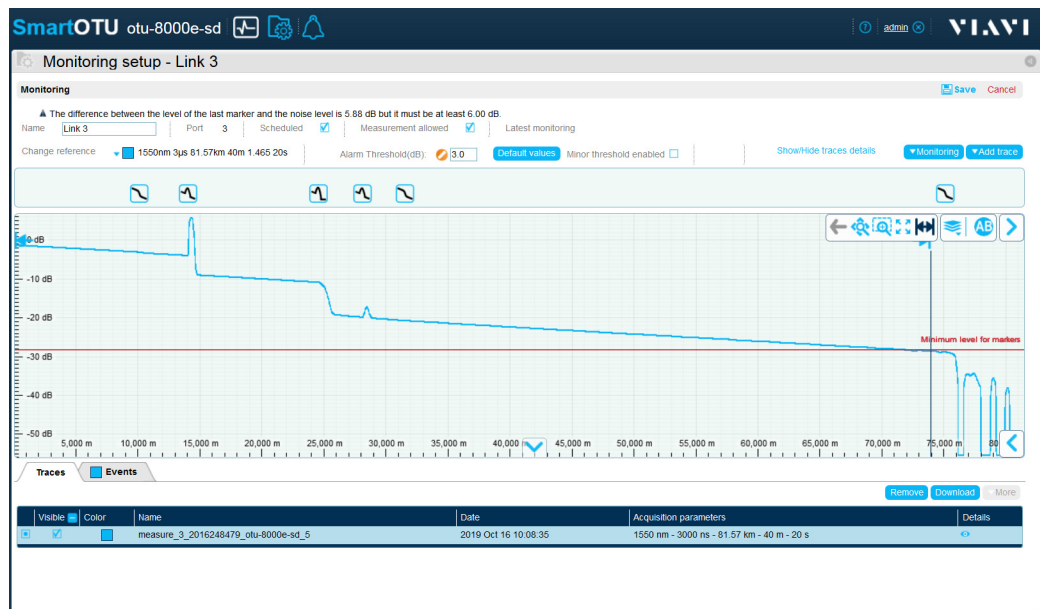 SmartOTU otu-8000e-sd
admin
VIAVI
Monitoring setup - Link 3
Monitoring
Save Cancel
The difference between the level of the last marker and the noise level is 5.88 dB but it must be at least 6.00 dB.
Name Link 3 Port 3 Scheduled Measurement allowed Latest monitoring
Change reference 1550nm 3µs 81.57km 40m 1.465 20s Alarm Threshold(dB): 3.0 Default values Minor threshold enabled Show/Hide traces details Monitoring Add trace
AB
0 dB
-10 dB
-20 dB
Minimum level for markers
-30 dB
-40 dB
-50 dB
5,000 m 10,000 m 15,000 m 20,000 m 25,000 m 30,000 m 35,000 m 40,000 45,000 m 50,000 m 55,000 m 60,000 m 65,000 m 70,000 m 75,000 m 80
Traces Events
Remove Download More
Visible Color Name Date Acquisition parameters Details
measure_3_2016248479_otu-8000e-sd_5 2019 Oct 16 10:08:35 1550 nm - 3000 ns - 81.57 km - 40 m - 20 s